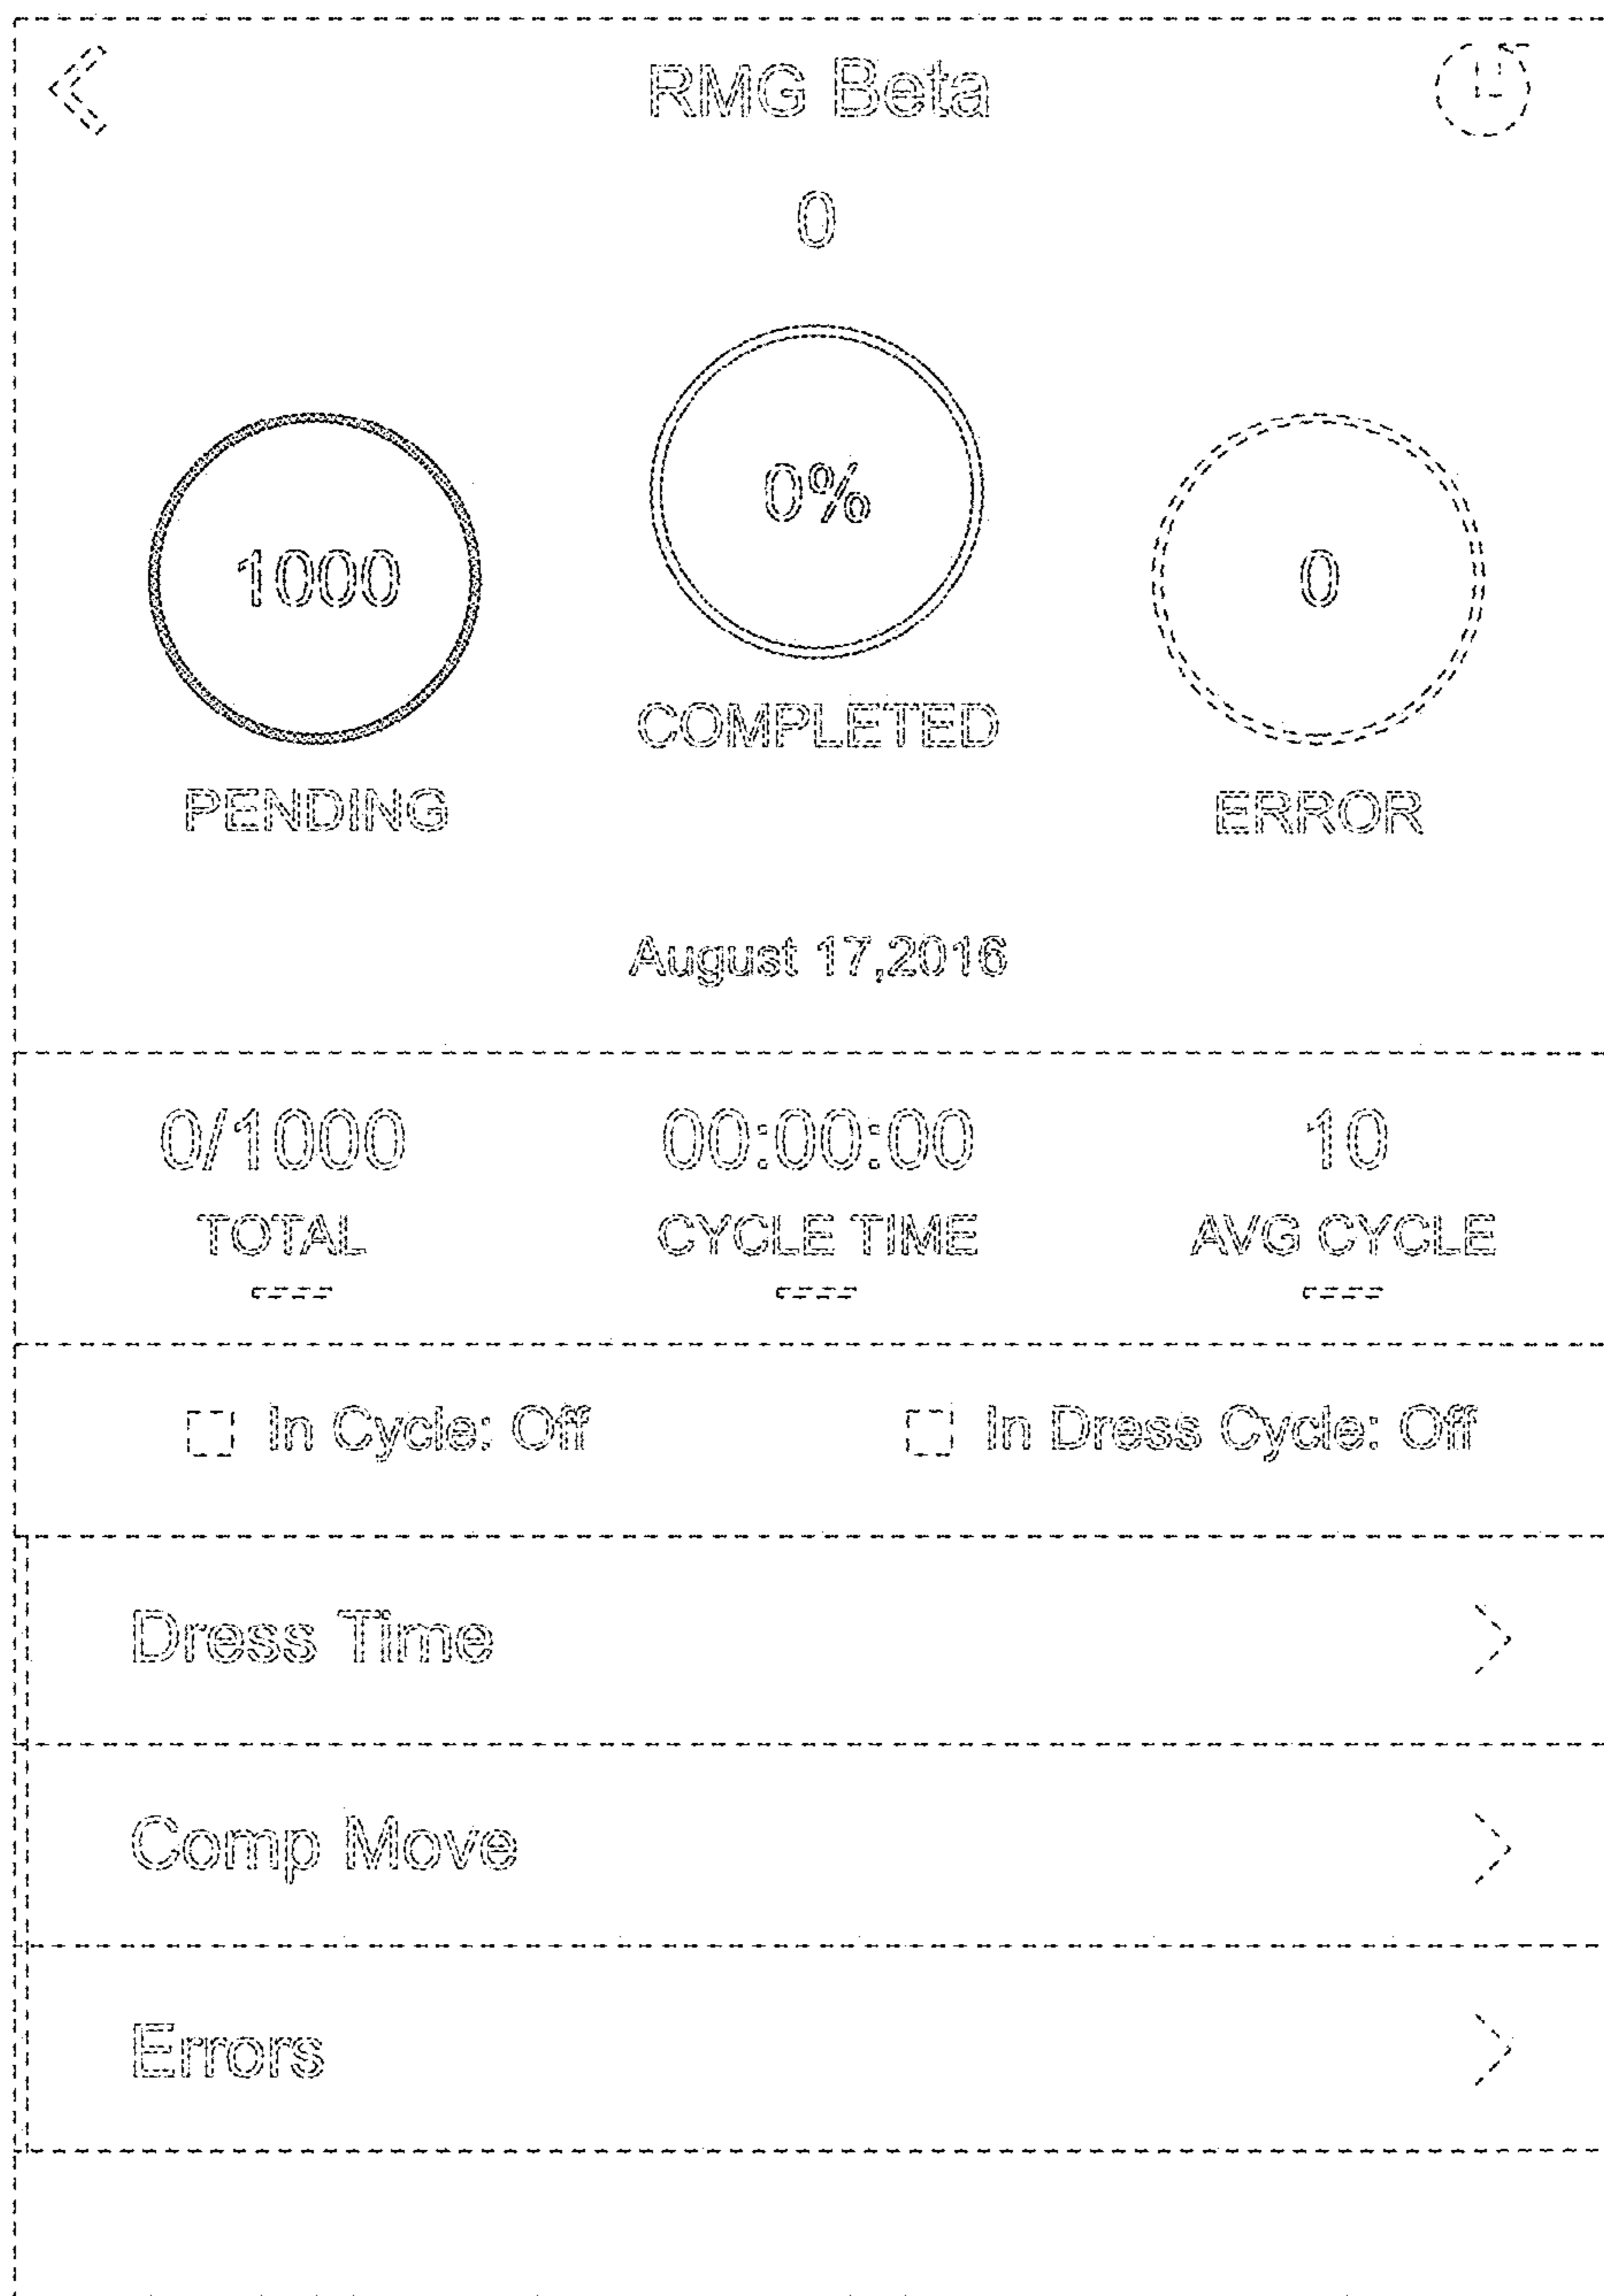 RMG Beta
0
0%
1000
0
COMPLETED
PENDING
ERROR
August 17,2016
0/1000
00:00:00
10
TOTAL
CYCLE TIME
AVG CYCLE
In Cycle: Off
In Dress Cycle: Off
Dress Time
Comp Move
Errors